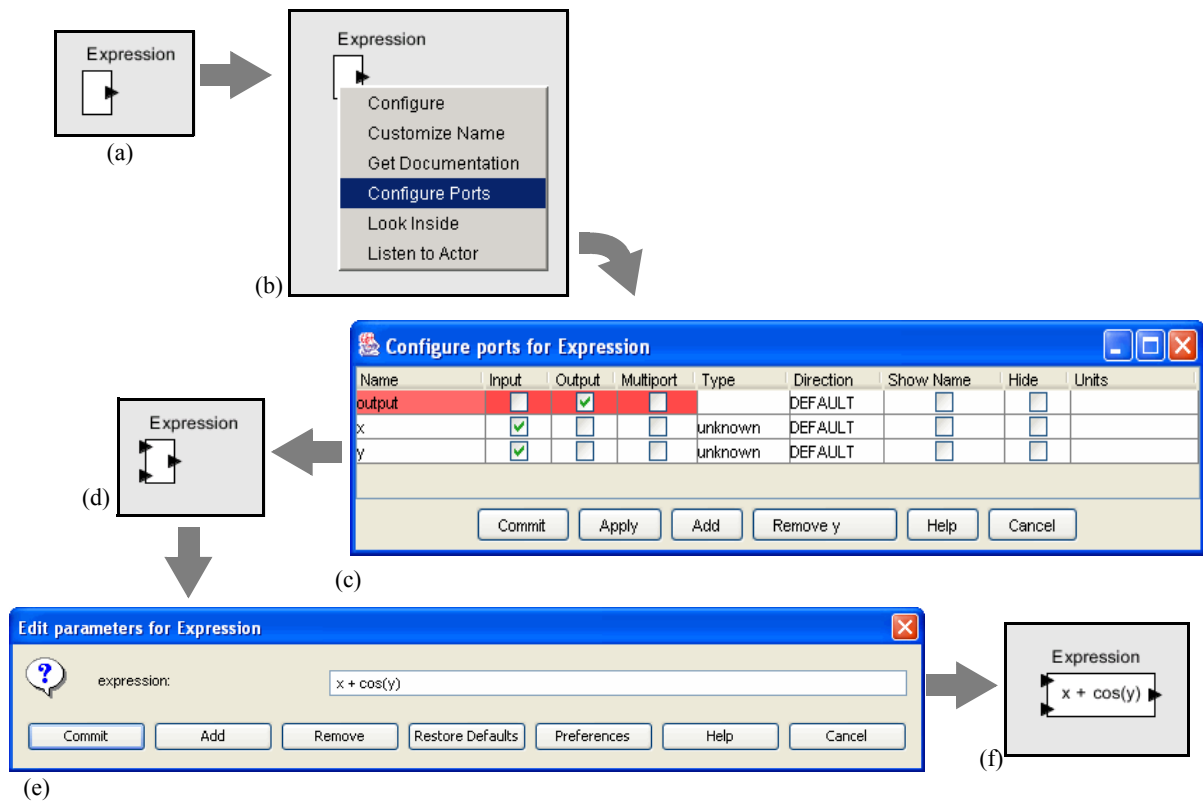 Expression
(a)
Expression
Configure
Customize Name
Get Documentation
Configure Ports
Look Inside
Listen to Actor
(b)
Configure ports for Expression
Name Input Output Multiport Type Direction Show Name Hide Units
output DEFAULT
x unknown DEFAULT
y unknown DEFAULT
Commit Apply Add Remove y Help Cancel
(c)
Expression
(d)
Edit parameters for Expression
expression: x + cos(y)
Commit Add Remove Restore Defaults Preferences Help Cancel
(e)
Expression
x + cos(y)
(f)